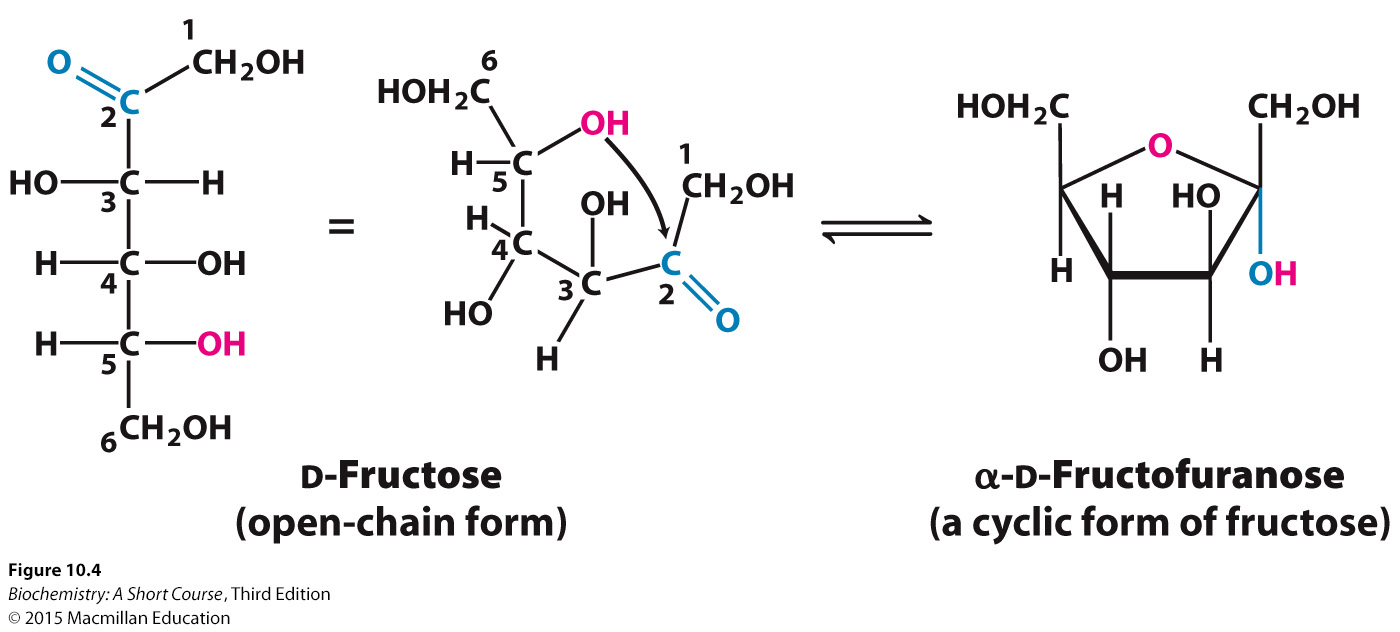 1
O
CH₂OH
C
2
HO C H
3
H C OH
4
H C OH
5
6 CH₂OH
=
6
HOH₂C
OH
H C
5
1
CH₂OH
OH
H
4 C
3 C
C
2
HO
O
H
HOH₂C
CH₂OH
O
H
HO
H
OH
OH
H
D-Fructose
(open-chain form)
α-D-Fructofuranose
(a cyclic form of fructose)
Figure 10.4
Biochemistry: A Short Course, Third Edition
© 2015 Macmillan Education